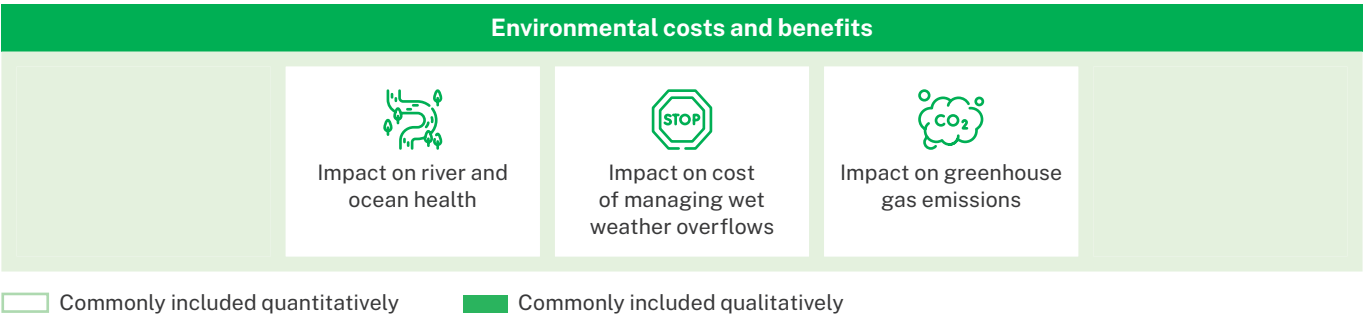 Environmental costs and benefits
STOP
CO2
Impact on river and
ocean health
Impact on cost
of managing wet
weather overflows
Impact on greenhouse
gas emissions
Commonly included quantitatively
Commonly included qualitatively